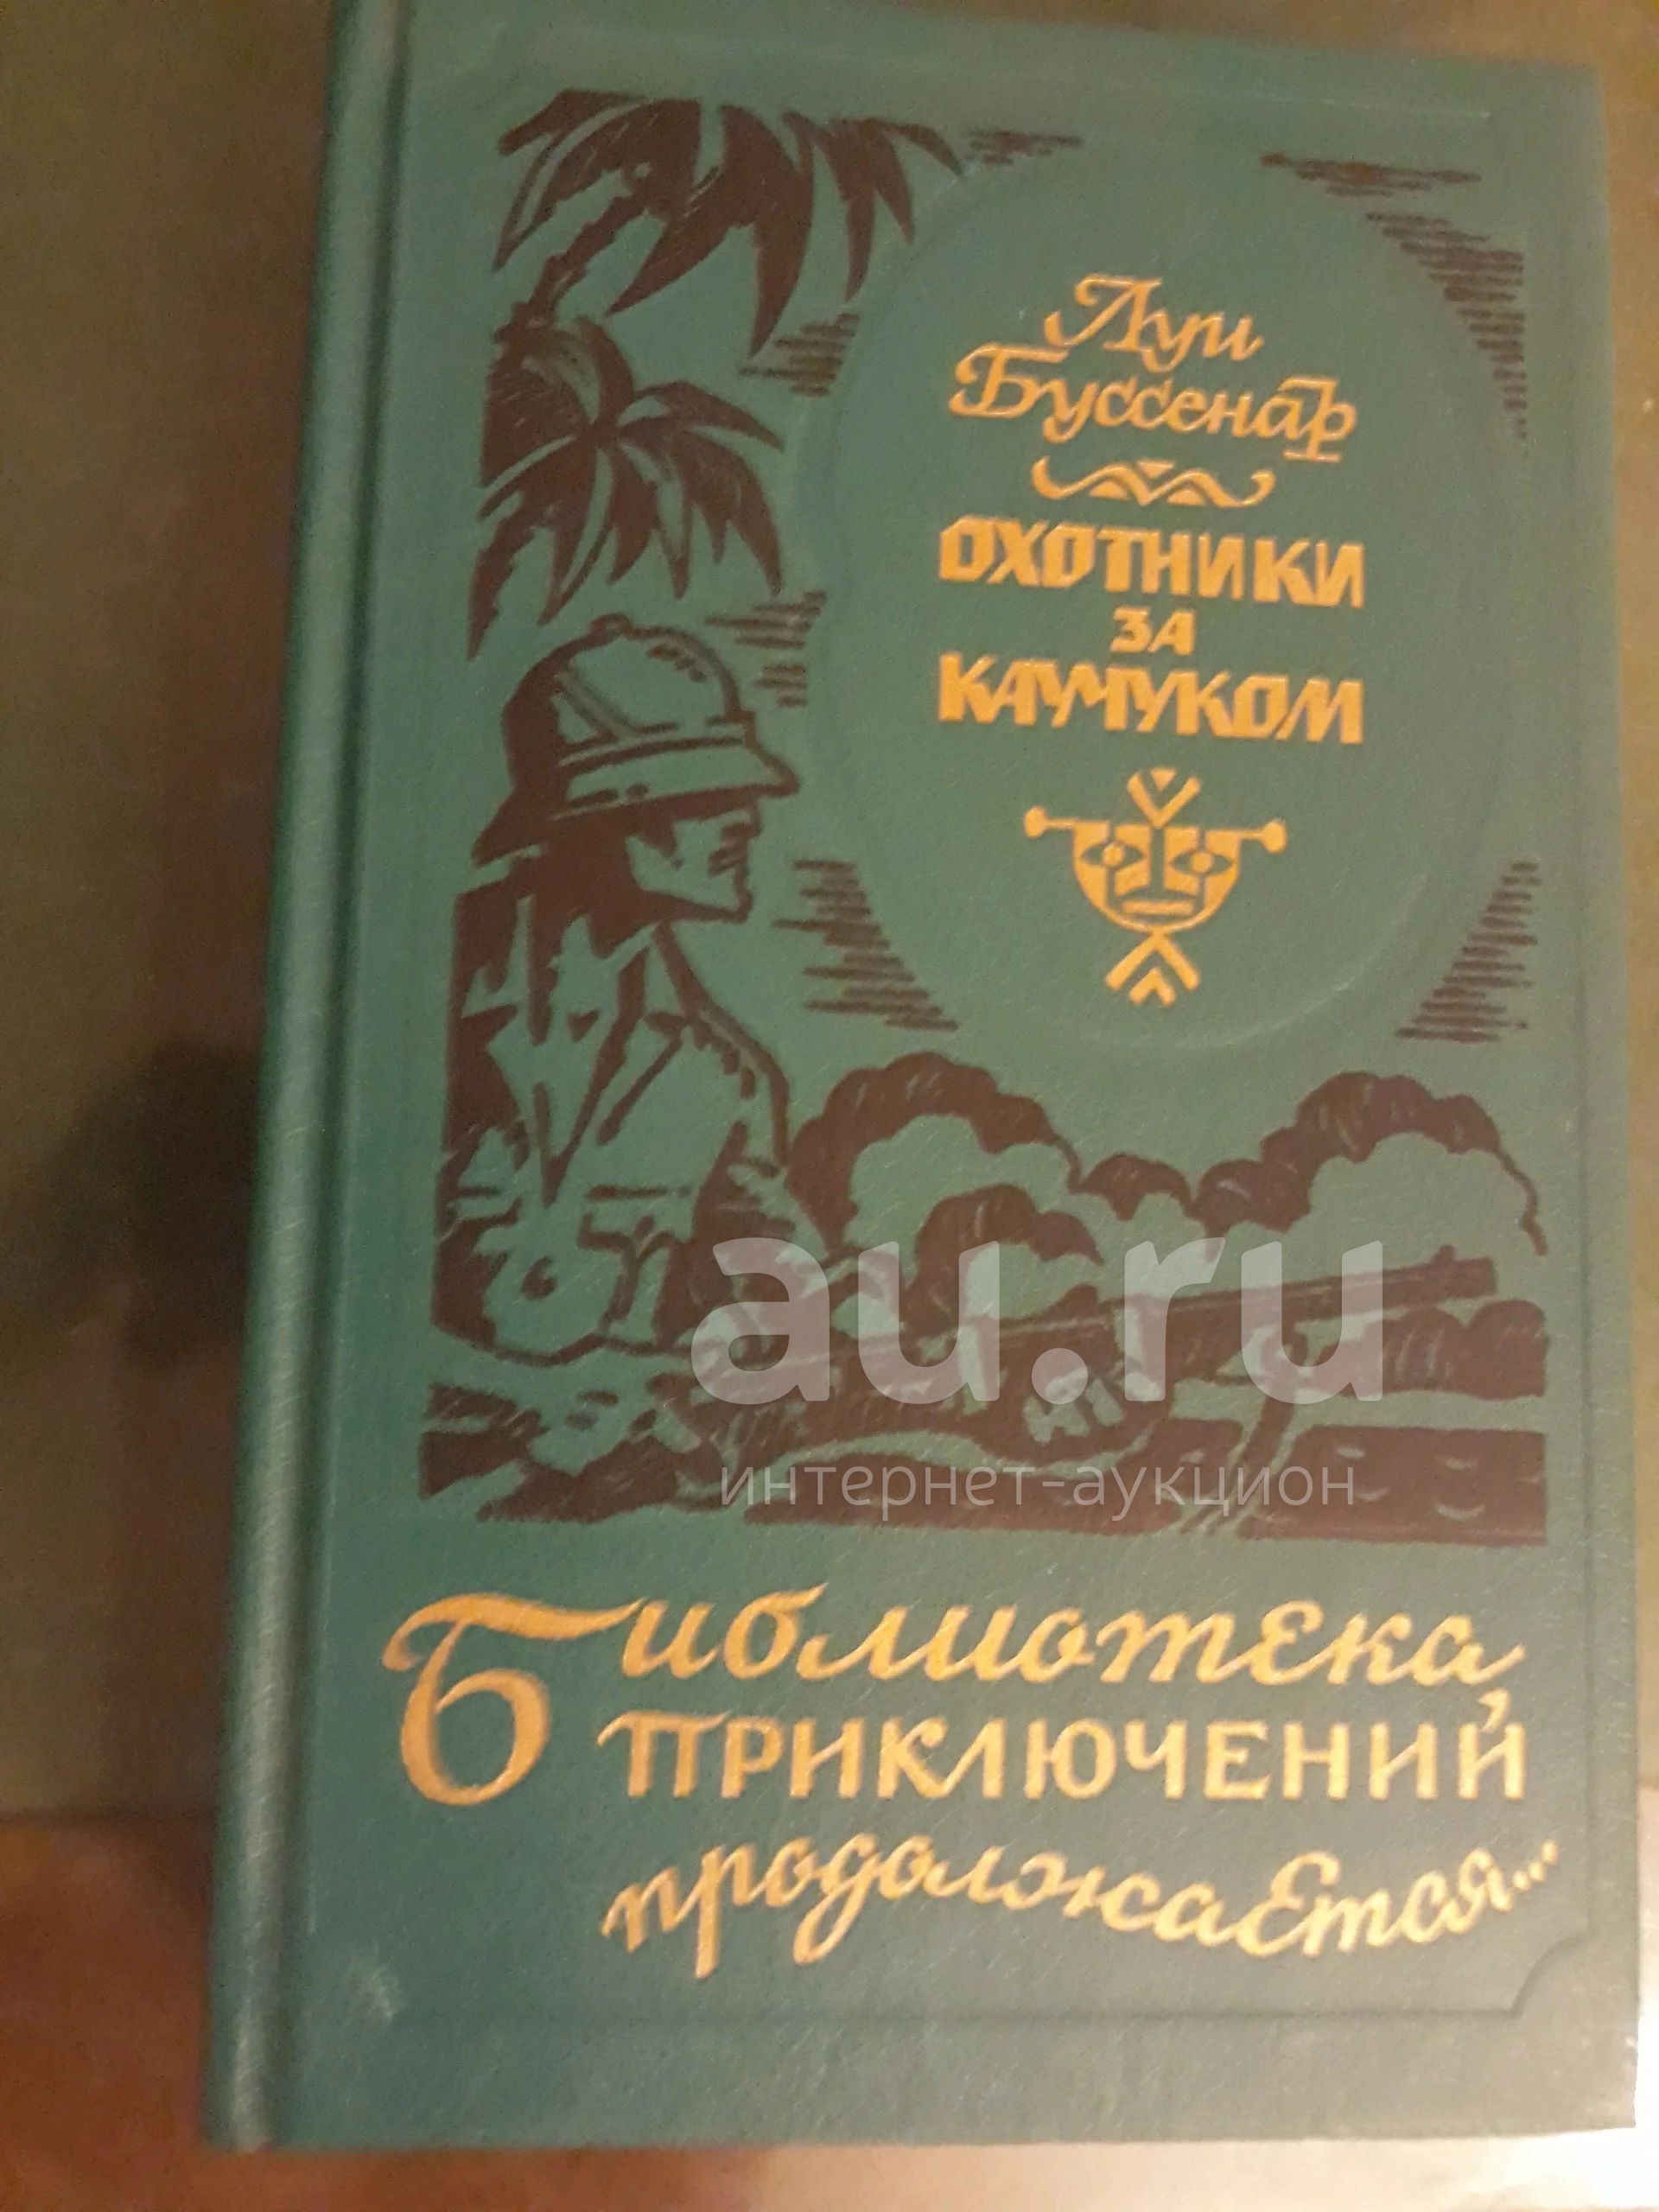 Луи
Буссенар
ОХОТНИКИ
ЗА
КАУЧУКОМ
au.ru
интернет-аукцион
Библиотека
ПРИКЛЮЧЕНИЙ
продолжается...